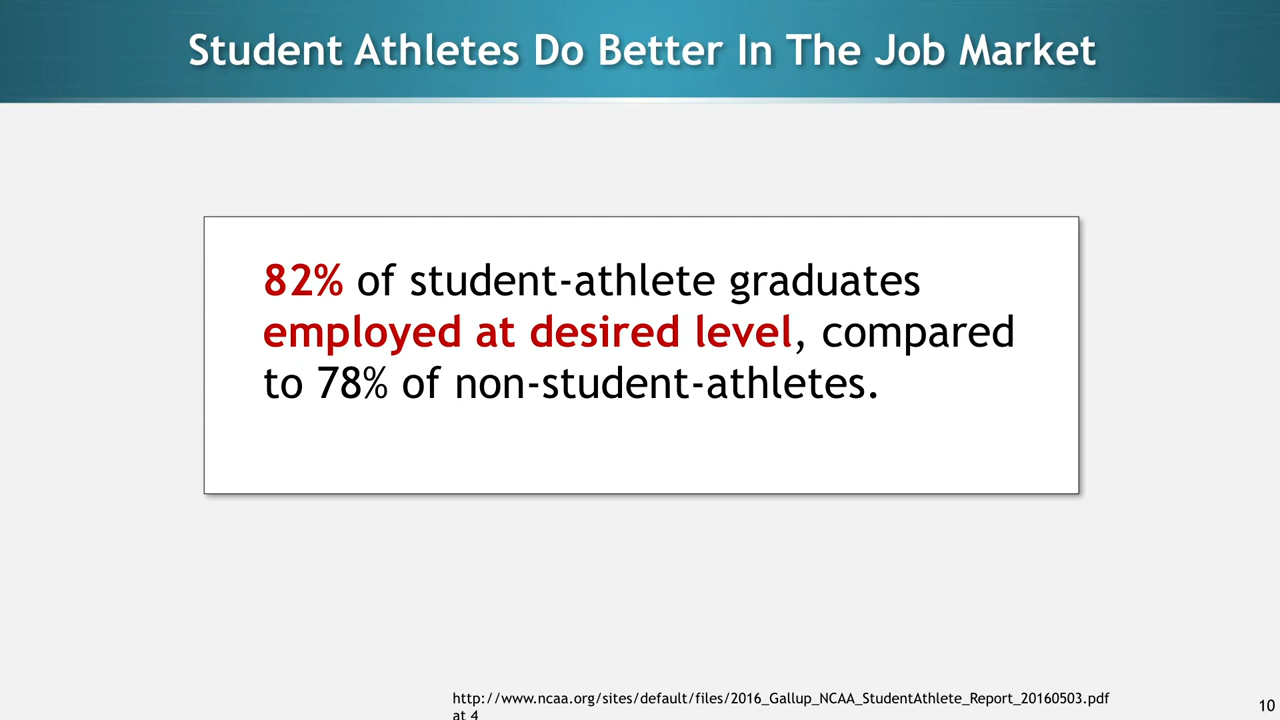 Student Athletes Do Better In The Job Market
82% of student-athlete graduates
employed at desired level, compared
to 78% of non-student-athletes.
http://www.ncaa.org/sites/default/files/2016_Gallup_NCAA_StudentAthlete_Report_20160503.pdf
at 4
10